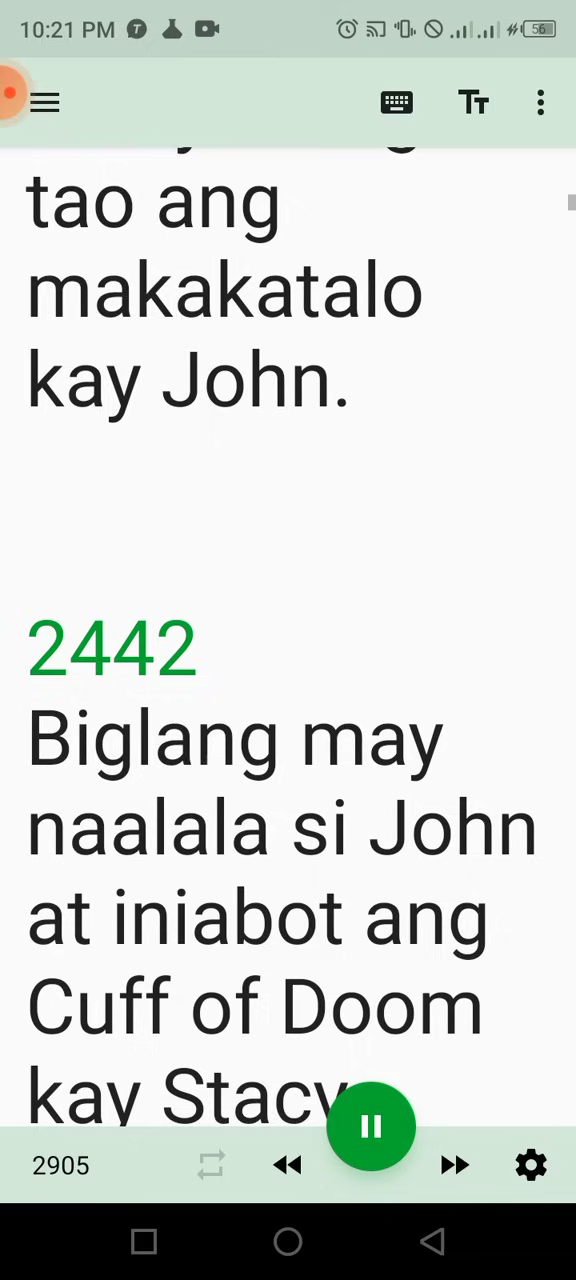 10:21 PM
56
tao ang
makakatalo
kay John.
2442
Biglang may
naalala si John
at iniabot ang
Cuff of Doom
kay Stacy
2905